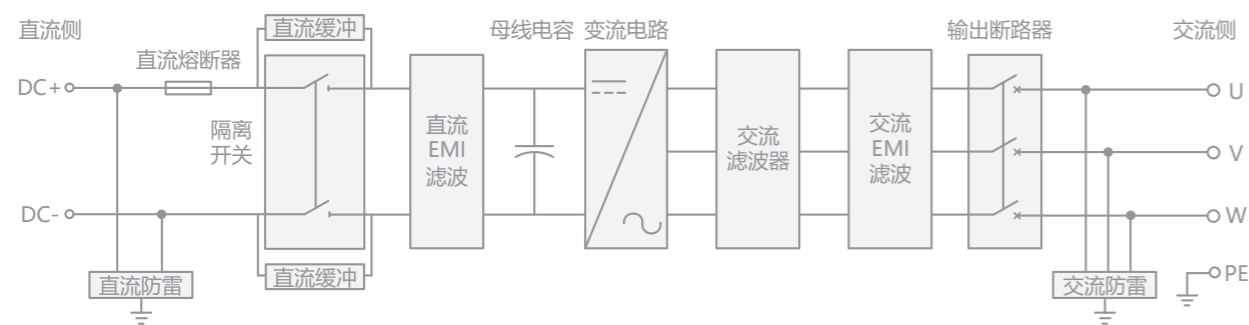 直流侧
直流缓冲
母线电容
变流电路
输出断路器
交流侧
直流熔断器
DC+
U
隔离
开关
直流
EMI
滤波
交流
滤波器
交流
EMI
滤波
V
DC-
W
直流防雷
直流缓冲
交流防雷
PE